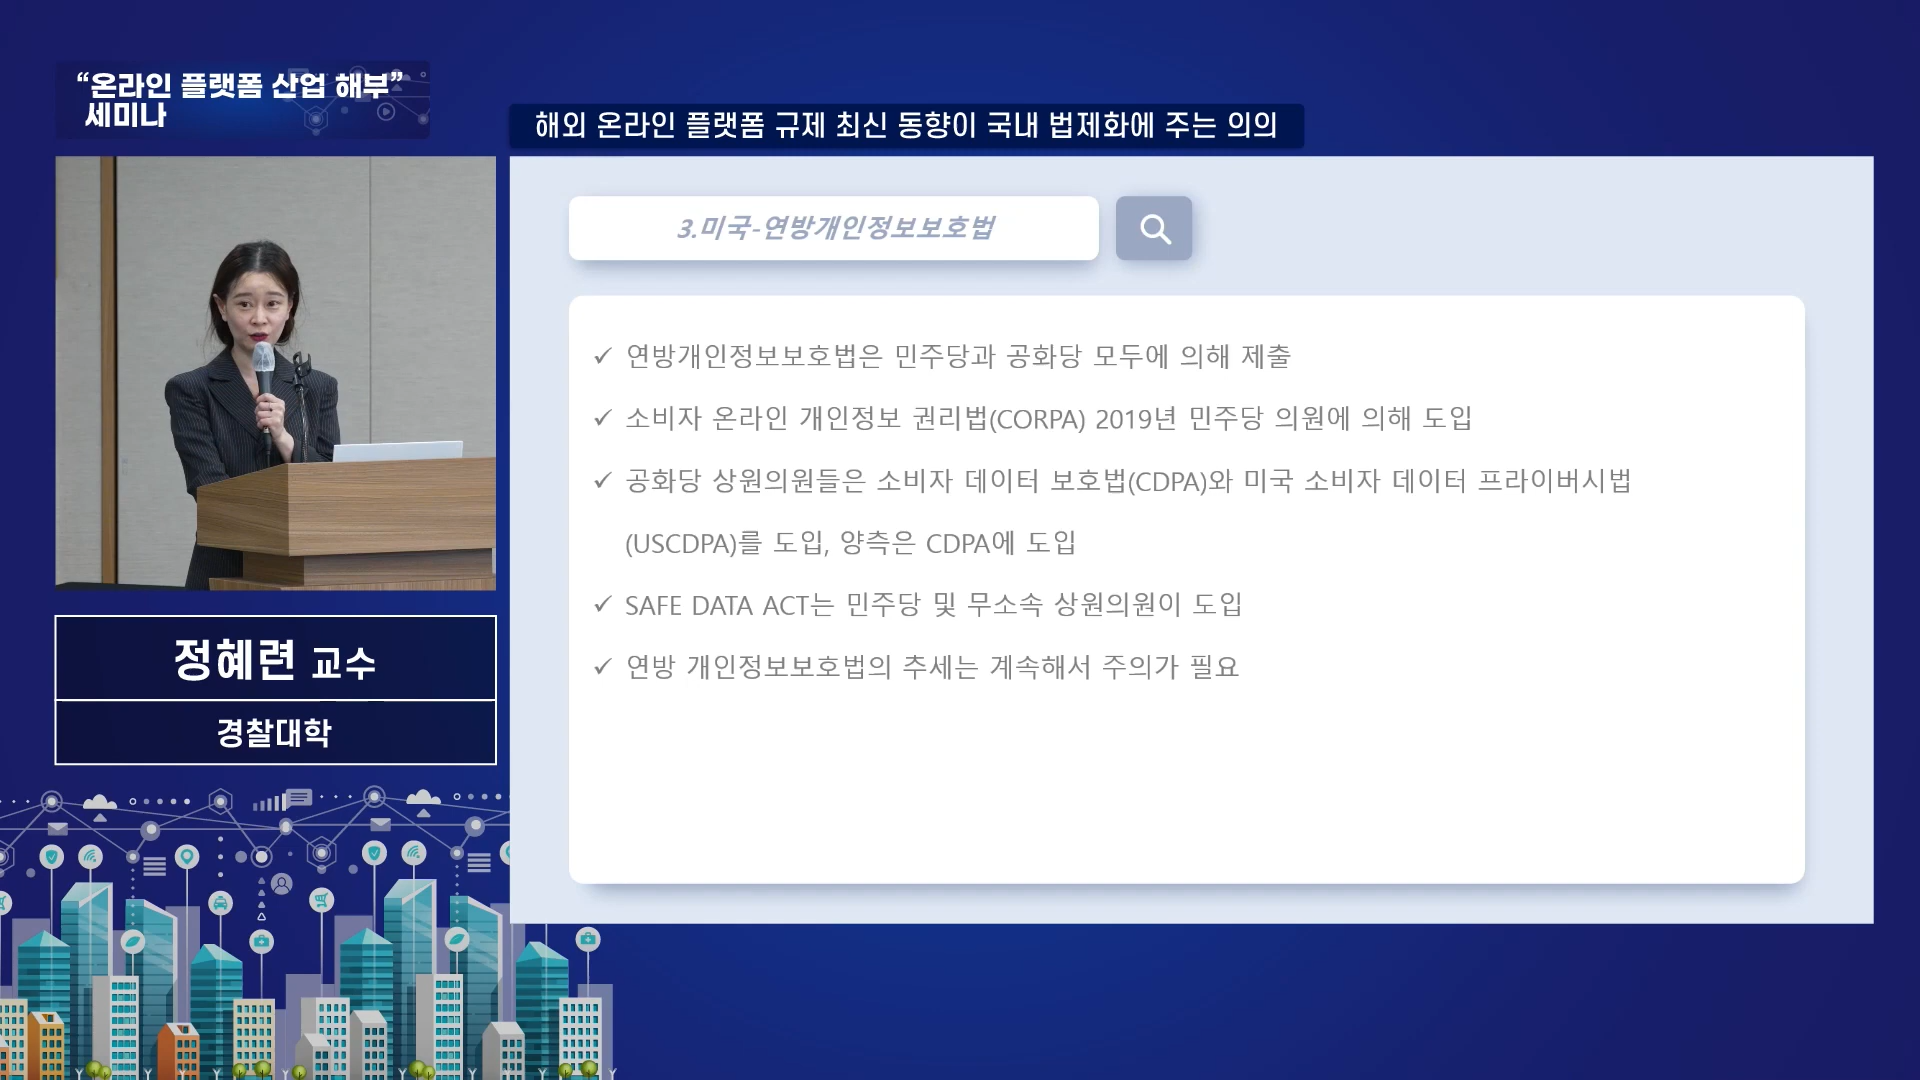 “온라인 플랫폼 산업 해부”
세미나
해외 온라인 플랫폼 규제 최신 동향이 국내 법제화에 주는 의의
3.미국-연방개인정보보호법
✓ 연방개인정보보호법은 민주당과 공화당 모두에 의해 제출
✓ 소비자 온라인 개인정보 권리법(CORPA) 2019년 민주당 의원에 의해 도입
✓ 공화당 상원의원들은 소비자 데이터 보호법(CDPA)와 미국 소비자 데이터 프라이버시법
(USCDPA)를 도입, 양측은 CDPA에 도입
✓ SAFE DATA ACT는 민주당 및 무소속 상원의원이 도입
✓ 연방 개인정보보호법의 추세는 계속해서 주의가 필요
정혜련 교수
경찰대학